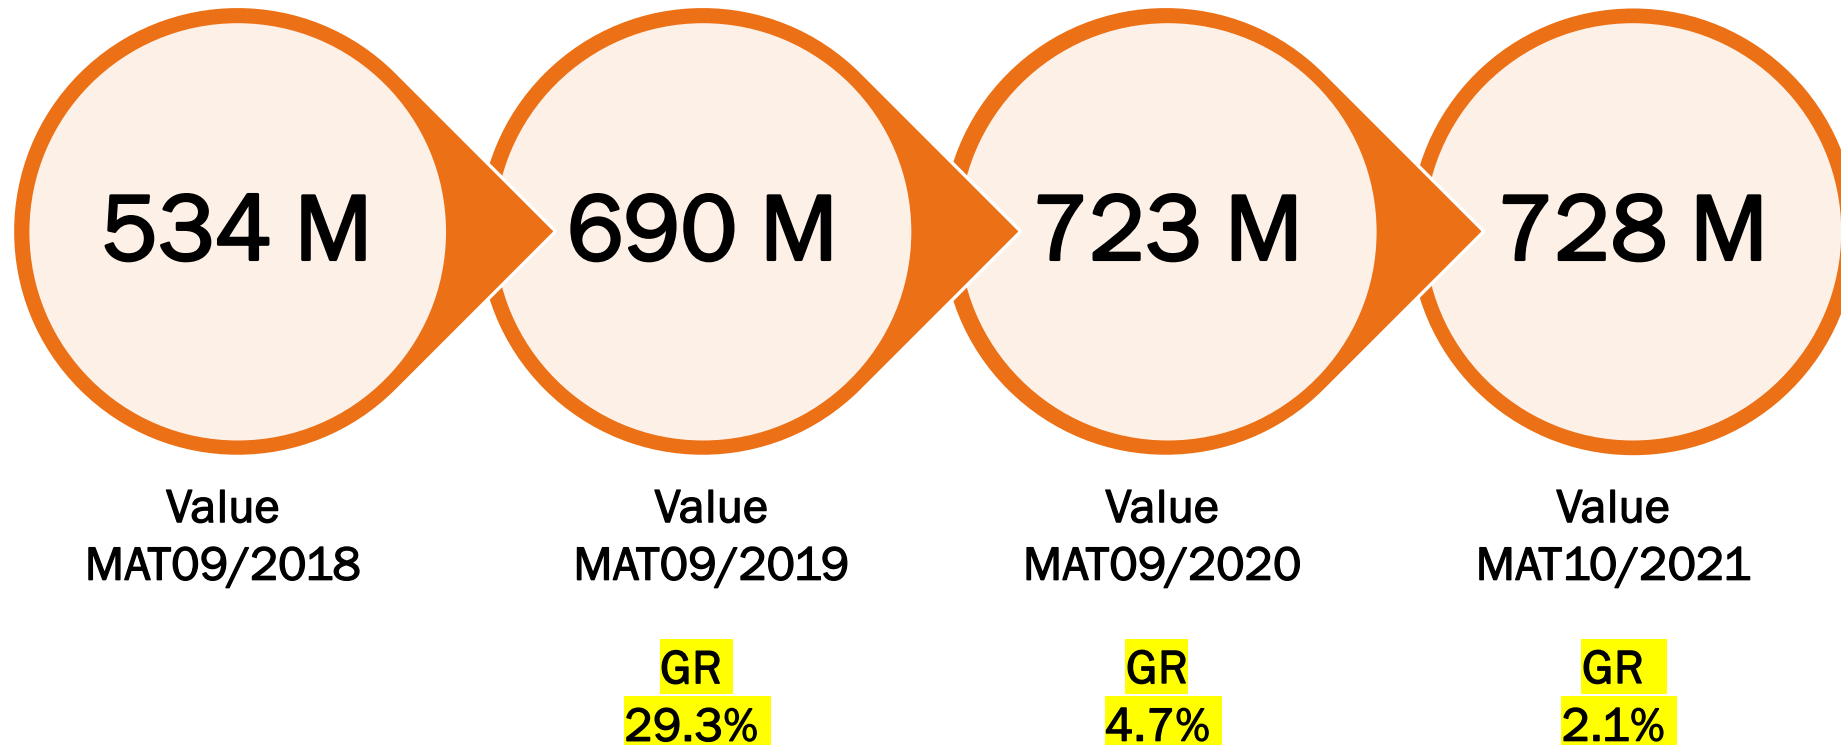 534 M
690 M
723 M
728 M
Value
MAT09/2018
Value
MAT09/2019
Value
MAT09/2020
Value
MAT10/2021
GR
29.3%
GR
4.7%
GR
2.1%